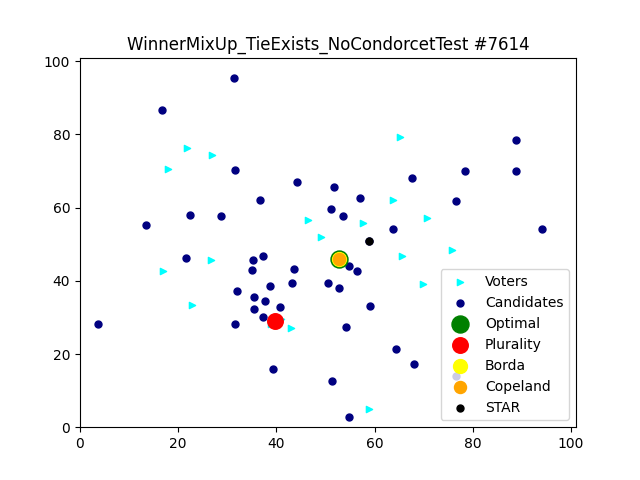 WinnerMixUp_TieExists_NoCondorcetTest #7614
100
80
60
40
20
0
0
20
40
60
80
100
Voters
Candidates
Optimal
Plurality
Borda
Copeland
STAR